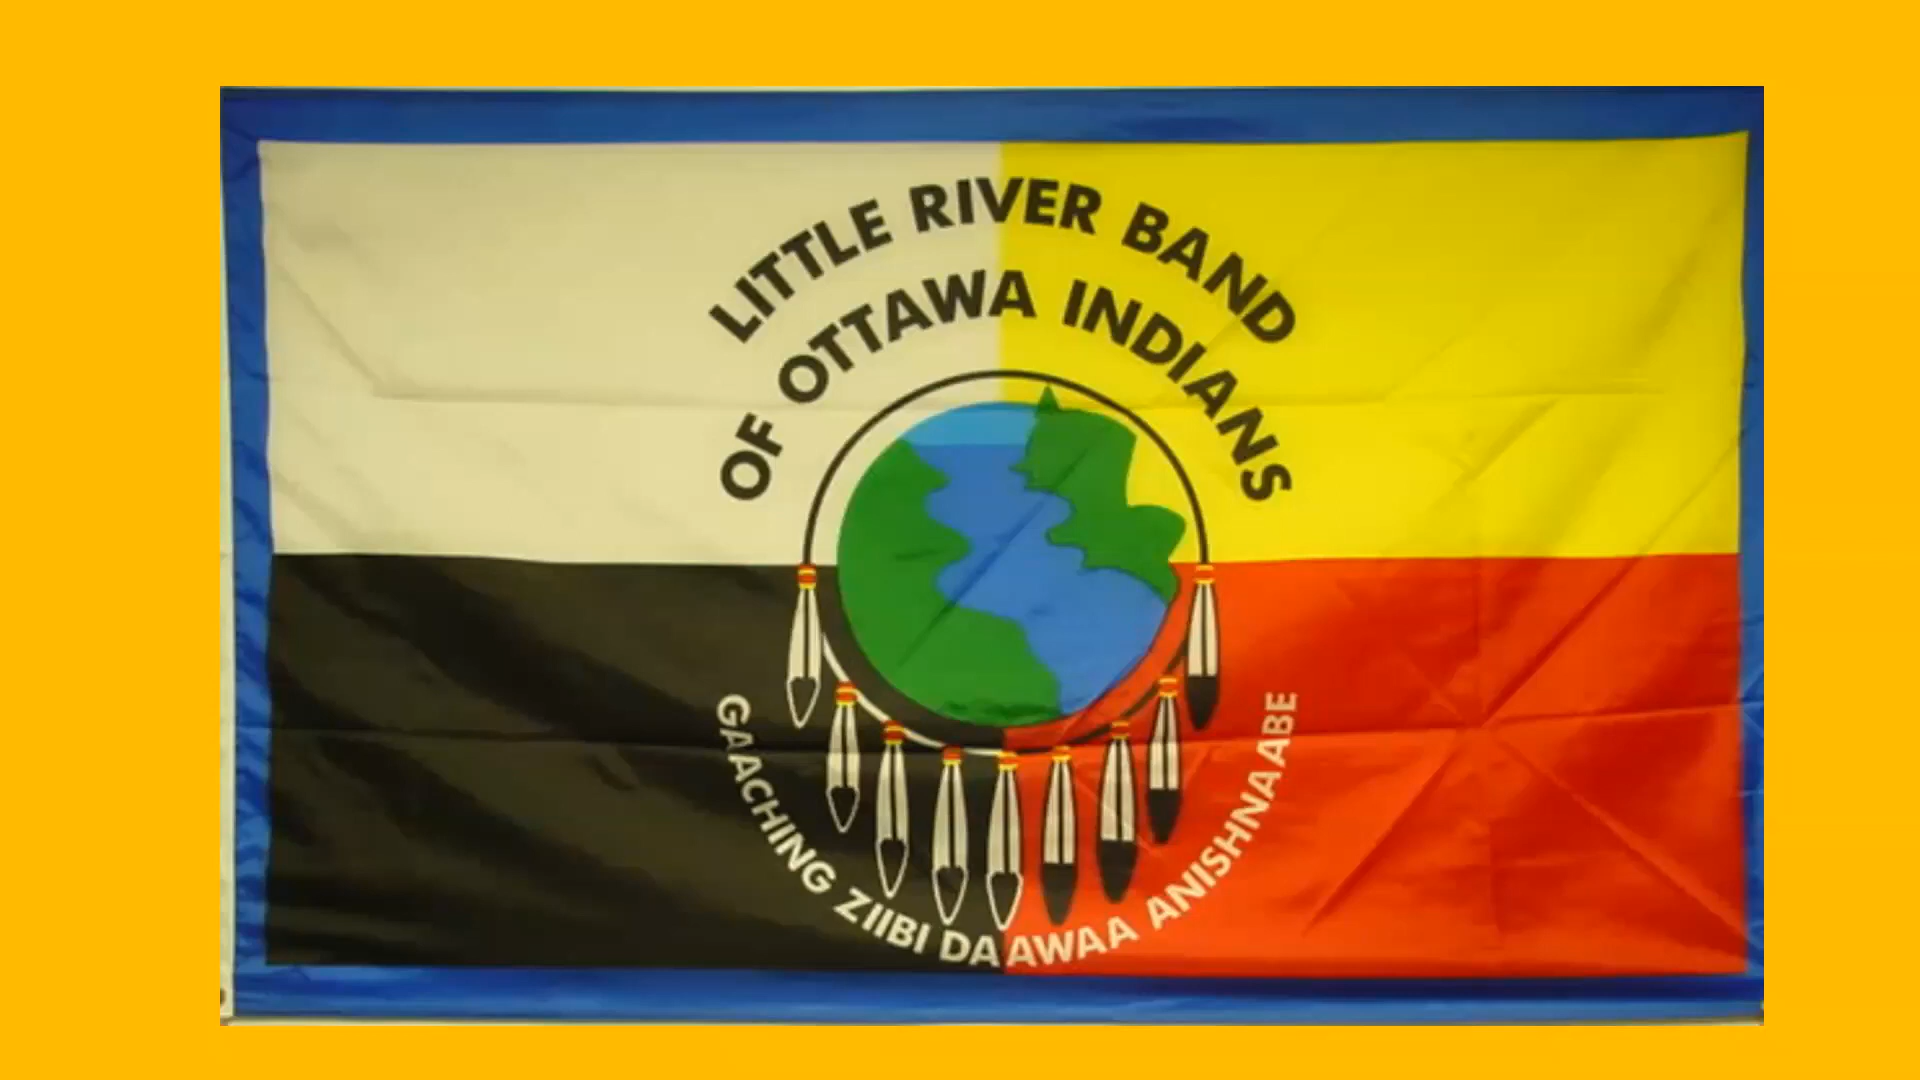 LITTLE RIVER BAND
OF OTTAWA INDIANS
GAACHING ZIIBI DAAWAA ANISHNAABE